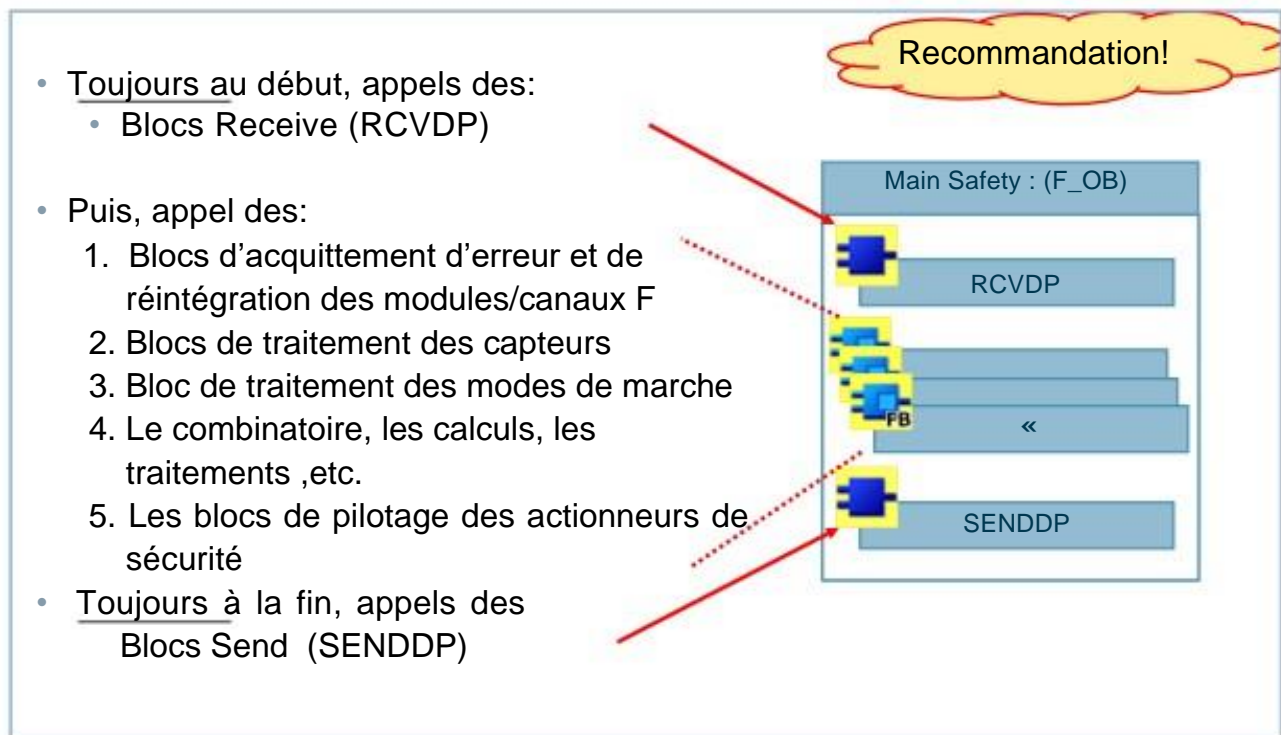 Recommandation!
• Toujours au début, appels des:
• Blocs Receive (RCVDP)
• Puis, appel des:
1. Blocs d’acquittement d’erreur et de
réintégration des modules/canaux F
2. Blocs de traitement des capteurs
3. Bloc de traitement des modes de marche
4. Le combinatoire, les calculs, les
traitements ,etc.
5. Les blocs de pilotage des actionneurs de
sécurité
• Toujours à la fin, appels des
Blocs Send (SENDDP)
Main Safety : (F_OB)
RCVDP
FB
«
SENDDP